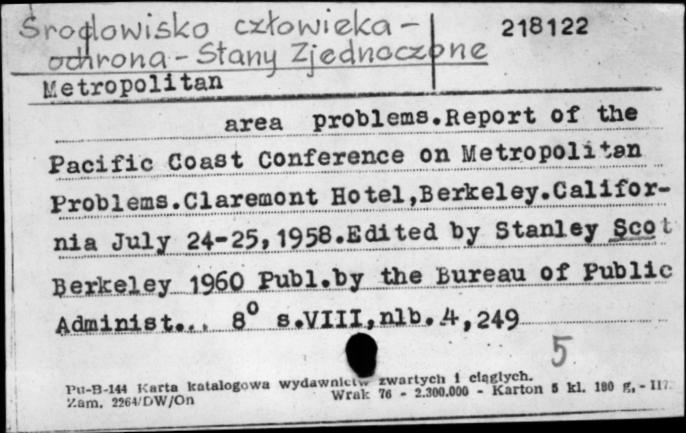 Środowisko człowieka -
ochrona - Stany Zjednoczone
218122
Metropolitan
area problems.Report of the
Pacific Coast Conference on Metropolitan
Problems.Claremont Hotel,Berkeley.Califor-
nia July 24-25,1958.Edited by Stanley Scot
Berkeley 1960 Publ.by the Bureau of Public
Administ... 8° s.VIII,nlb.4,249
5
Pu-B-144 Karta katalogowa wydawnictw zwartych i ciągłych.
Zam. 2264/DW/On Wrak 76 - 2.300.000 - Karton 5 kl. 180 g. -